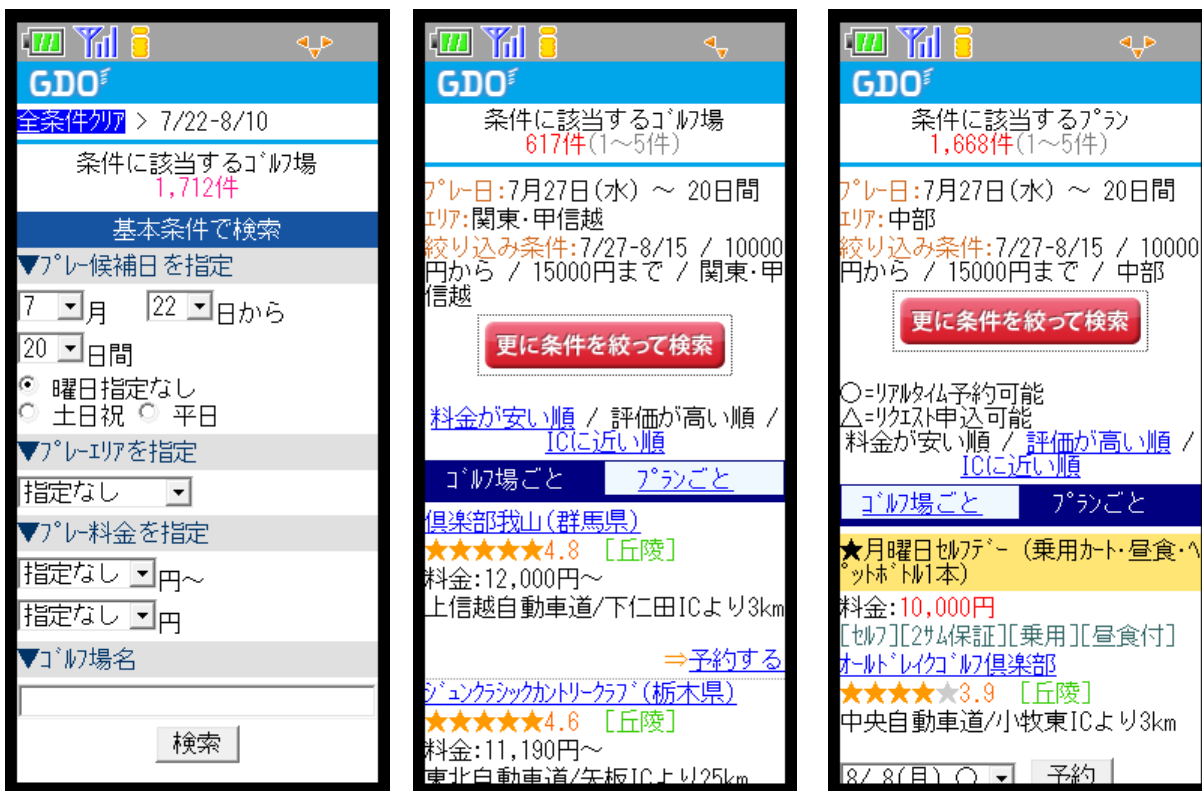 GDO
全条件ｸﾘｱ > 7/22-8/10
条件に該当するｺﾞﾙﾌ場
1,712件
基本条件で検索
▼ﾌﾟﾚｰ候補日を指定
7 月 22 日から
20 日間
曜日指定なし
土日祝 平日
▼ﾌﾟﾚｰｴﾘｱを指定
指定なし
▼ﾌﾟﾚｰ料金を指定
指定なし 円～
指定なし 円
▼ｺﾞﾙﾌ場名
検索
GDO
条件に該当するｺﾞﾙﾌ場
617件(1～5件)
ﾌﾟﾚｰ日:7月27日(水) ～ 20日間
ｴﾘｱ:関東･甲信越
絞り込み条件:7/27-8/15 / 10000
円から / 15000円まで / 関東･甲
信越
更に条件を絞って検索
料金が安い順 / 評価が高い順 /
ICに近い順
ｺﾞﾙﾌ場ごと ﾌﾟﾗﾝごと
倶楽部我山(群馬県)
★★★★★4.8 [丘陵]
料金:12,000円～
上信越自動車道/下仁田ICより3km
⇒予約する
ｼﾞｭﾝｸﾗｼｯｸｶﾝﾄﾘｰｸﾗﾌﾞ(栃木県)
★★★★★4.6 [丘陵]
料金:11,190円～
東北自動車道/矢板ICより25km
GDO
条件に該当するﾌﾟﾗﾝ
1,668件(1～5件)
ﾌﾟﾚｰ日:7月27日(水) ～ 20日間
ｴﾘｱ:中部
絞り込み条件:7/27-8/15 / 10000
円から / 15000円まで / 中部
更に条件を絞って検索
○=ﾘｱﾙﾀｲﾑ予約可能
△=ﾘｸｴｽﾄ申込可能
料金が安い順 / 評価が高い順 /
ICに近い順
ｺﾞﾙﾌ場ごと ﾌﾟﾗﾝごと
★月曜日ｾﾙﾌﾃﾞｰ (乗用ｶｰﾄ･昼食･ﾍ
ﾟｯﾄﾎﾞﾄﾙ1本)
料金:10,000円
[ｾﾙﾌ][2ｻﾑ保証][乗用][昼食付]
ｵｰﾙﾄﾞﾚｲｸｺﾞﾙﾌ倶楽部
★★★★★3.9 [丘陵]
中央自動車道/小牧東ICより3km
8/ 8(月) ○ 予約